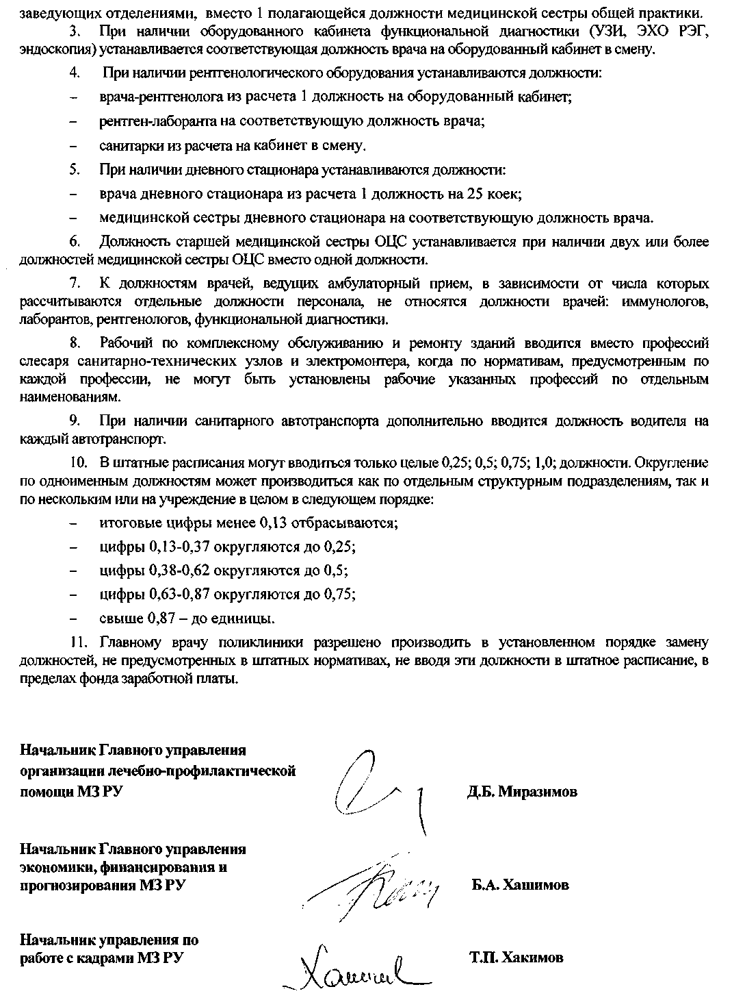 заведующих отделениями, вместо 1 полагающейся должности медицинской сестры общей практики.
3. При наличии оборудованного кабинета функциональной диагностики (УЗИ, ЭХО РЭГ,
эндоскопия) устанавливается соответствующая должность врача на оборудованный кабинет в смену.
4. При наличии рентгенологического оборудования устанавливаются должности:
– врача-рентгенолога из расчета 1 должность на оборудованный кабинет;
– рентген-лаборанта на соответствующую должность врача;
– санитарки из расчета на кабинет в смену.
5. При наличии дневного стационара устанавливаются должности:
– врача дневного стационара из расчета 1 должность на 25 коек;
– медицинской сестры дневного стационара на соответствующую должность врача.
6. Должность старшей медицинской сестры ОЦС устанавливается при наличии двух или более
должностей медицинской сестры ОЦС вместо одной должности.
7. К должностям врачей, ведущих амбулаторный прием, в зависимости от числа которых
рассчитываются отдельные должности персонала, не относятся должности врачей: иммунологов,
лаборантов, рентгенологов, функциональной диагностики.
8. Рабочий по комплексному обслуживанию и ремонту зданий вводится вместо профессий
слесаря санитарно-технических узлов и электромонтера, когда по нормативам, предусмотренным по
каждой профессии, не могут быть установлены рабочие указанных профессий по отдельным
наименованиям.
9. При наличии санитарного автотранспорта дополнительно вводится должность водителя на
каждый автотранспорт.
10. В штатные расписания могут вводиться только целые 0,25; 0,5; 0,75; 1,0; должности. Округление
по одноименным должностям может производиться как по отдельным структурным подразделениям, так и
по нескольким или на учреждение в целом в следующем порядке:
– итоговые цифры менее 0,13 отбрасываются;
– цифры 0,13-0,37 округляются до 0,25;
– цифры 0,38-0,62 округляются до 0,5;
– цифры 0,63-0,87 округляются до 0,75;
– свыше 0,87 – до единицы.
11. Главному врачу поликлиники разрешено производить в установленном порядке замену
должностей, не предусмотренных в штатных нормативах, не вводя эти должности в штатное расписание, в
пределах фонда заработной платы.
Начальник Главного управления
организации лечебно-профилактической
помощи МЗ РУ Д.Б. Миразимов
Начальник Главного управления
экономики, финансирования и
прогнозирования МЗ РУ Б.А. Хашимов
Начальник управления по
работе с кадрами МЗ РУ Т.П. Хакимов